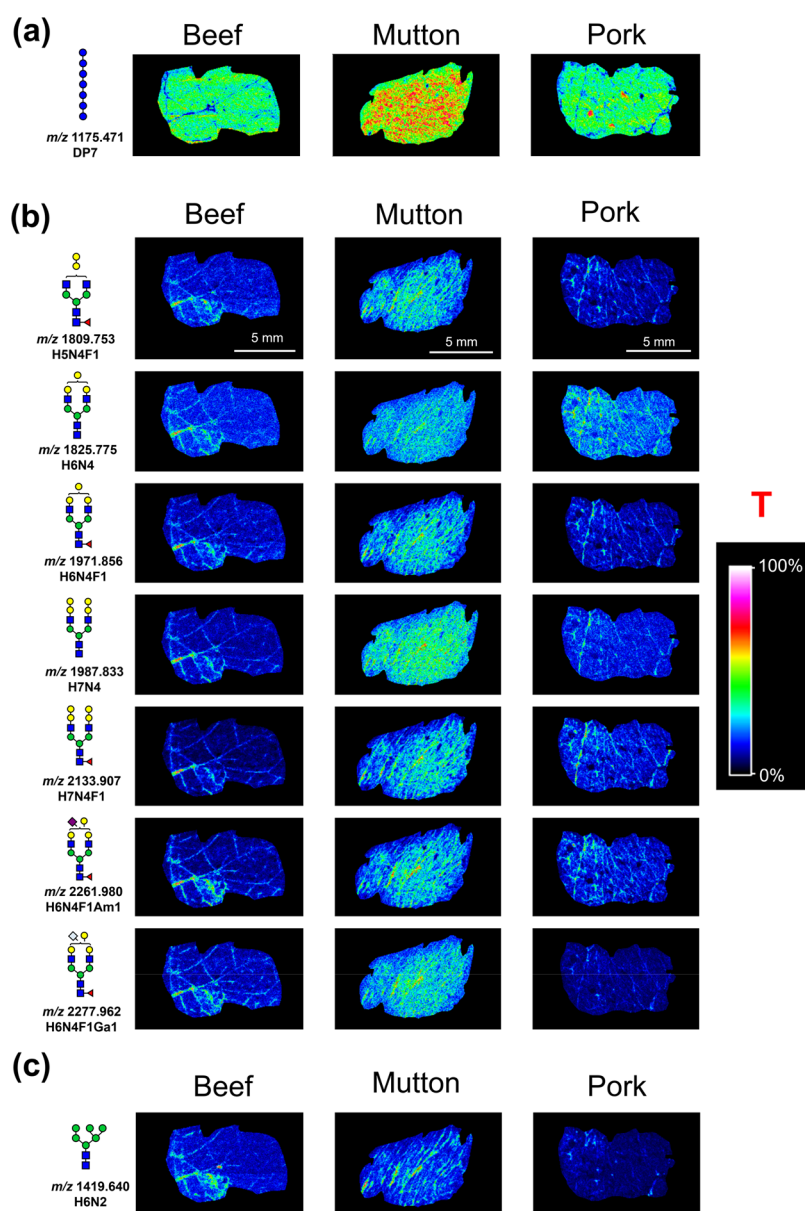 (a)
Beef Mutton Pork
m/z 1175.471
DP7
(b)
Beef Mutton Pork
m/z 1809.753
H5N4F1
5 mm 5 mm 5 mm
m/z 1825.775
H6N4
m/z 1971.856
H6N4F1
T
100%
0%
m/z 1987.833
H7N4
m/z 2133.907
H7N4F1
m/z 2261.980
H6N4F1Am1
m/z 2277.962
H6N4F1Ga1
(c)
Beef Mutton Pork
m/z 1419.640
H6N2